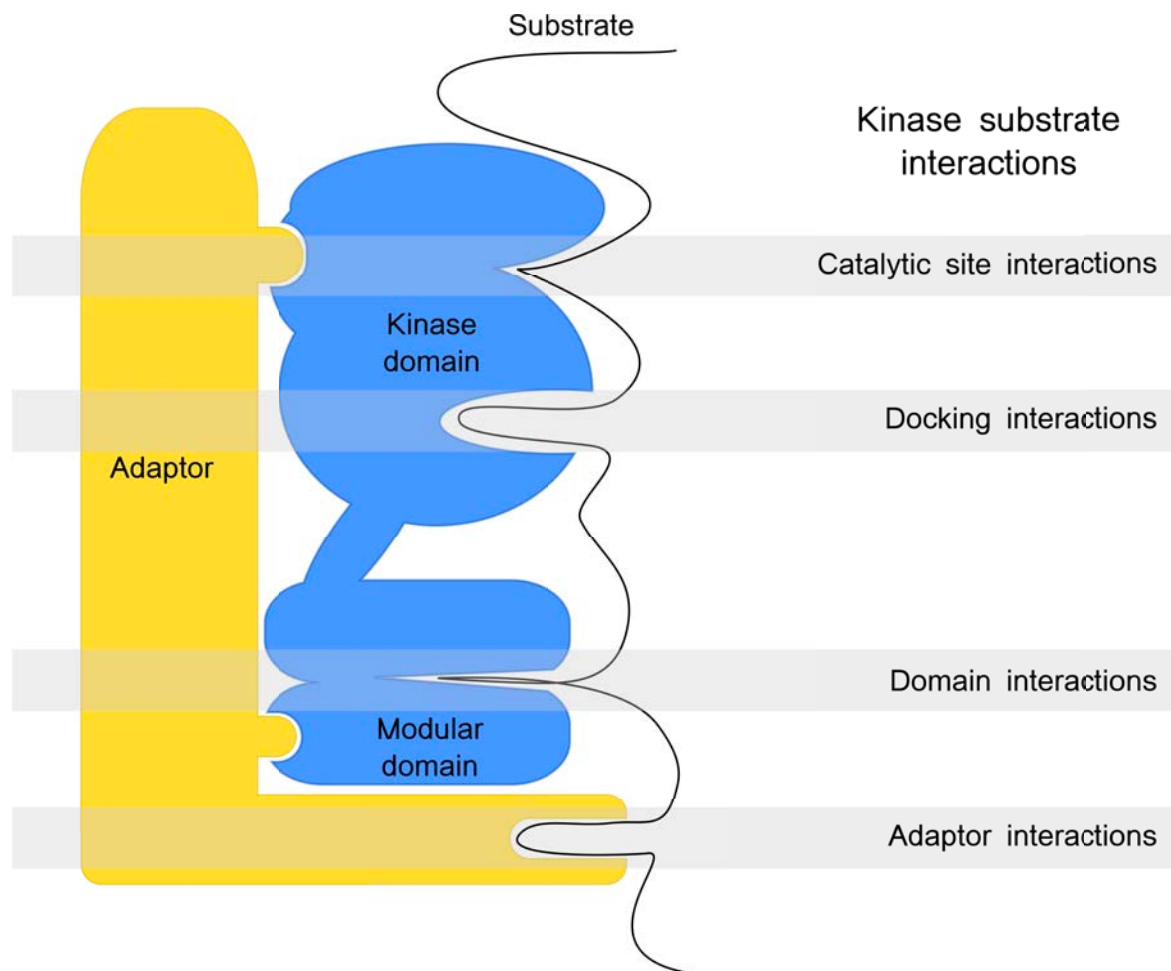 Substrate
Kinase substrate
interactions
Catalytic site interactions
Kinase
domain
Docking interactions
Adaptor
Domain interactions
Modular
domain
Adaptor interactions